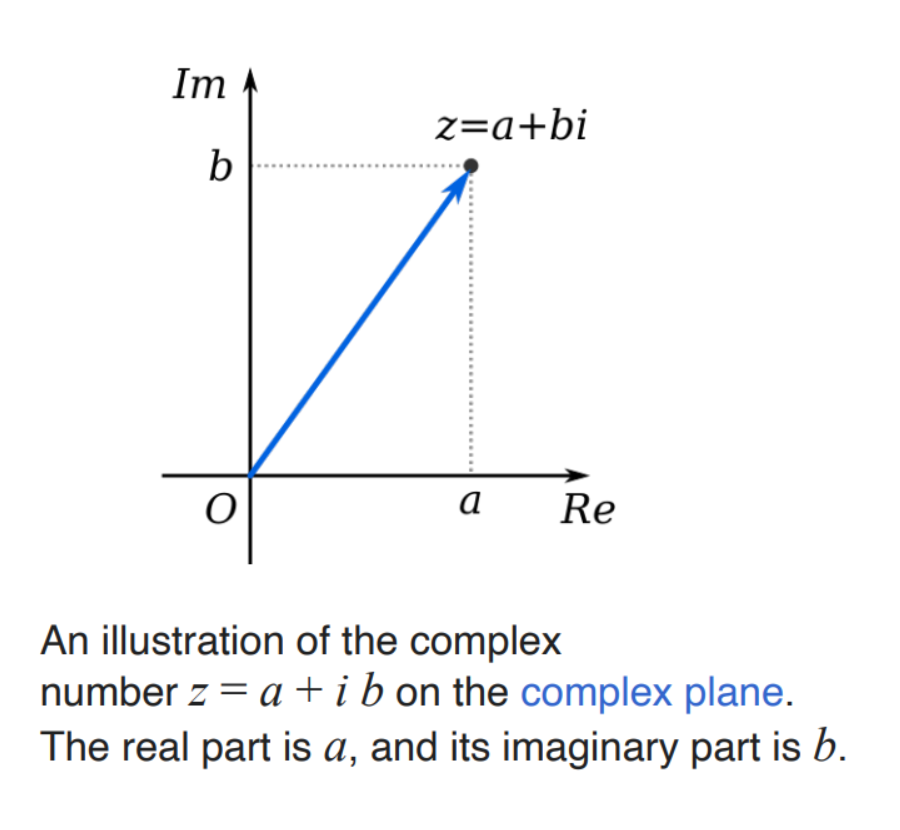 Im
z=a+bi
b
O
a
Re
An illustration of the complex
number z = a + i b on the complex plane.
The real part is a, and its imaginary part is b.